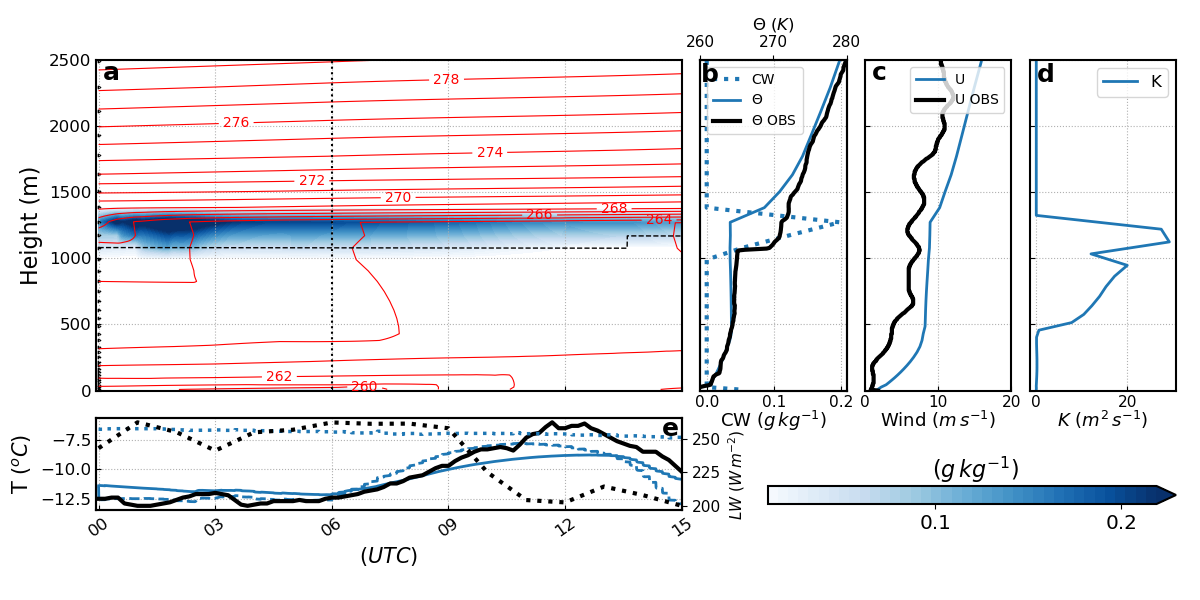 Θ (K)
260 270 280
a
2500
2000
1500
1000
500
0
Height (m)
278
276
274
272
270
268
266
264
262
260
b
CW
Θ
Θ OBS
0.0 0.2
CW (g kg⁻¹)
c
U
U OBS
0 10 20
Wind (m s⁻¹)
d
K
0 20
K (m² s⁻¹)
e
−7.5
−10.0
−12.5
T (°C)
250
225
200
LW (W m⁻²)
00 03 06 09 12 15
(UTC)
(g kg⁻¹)
0.1 0.2